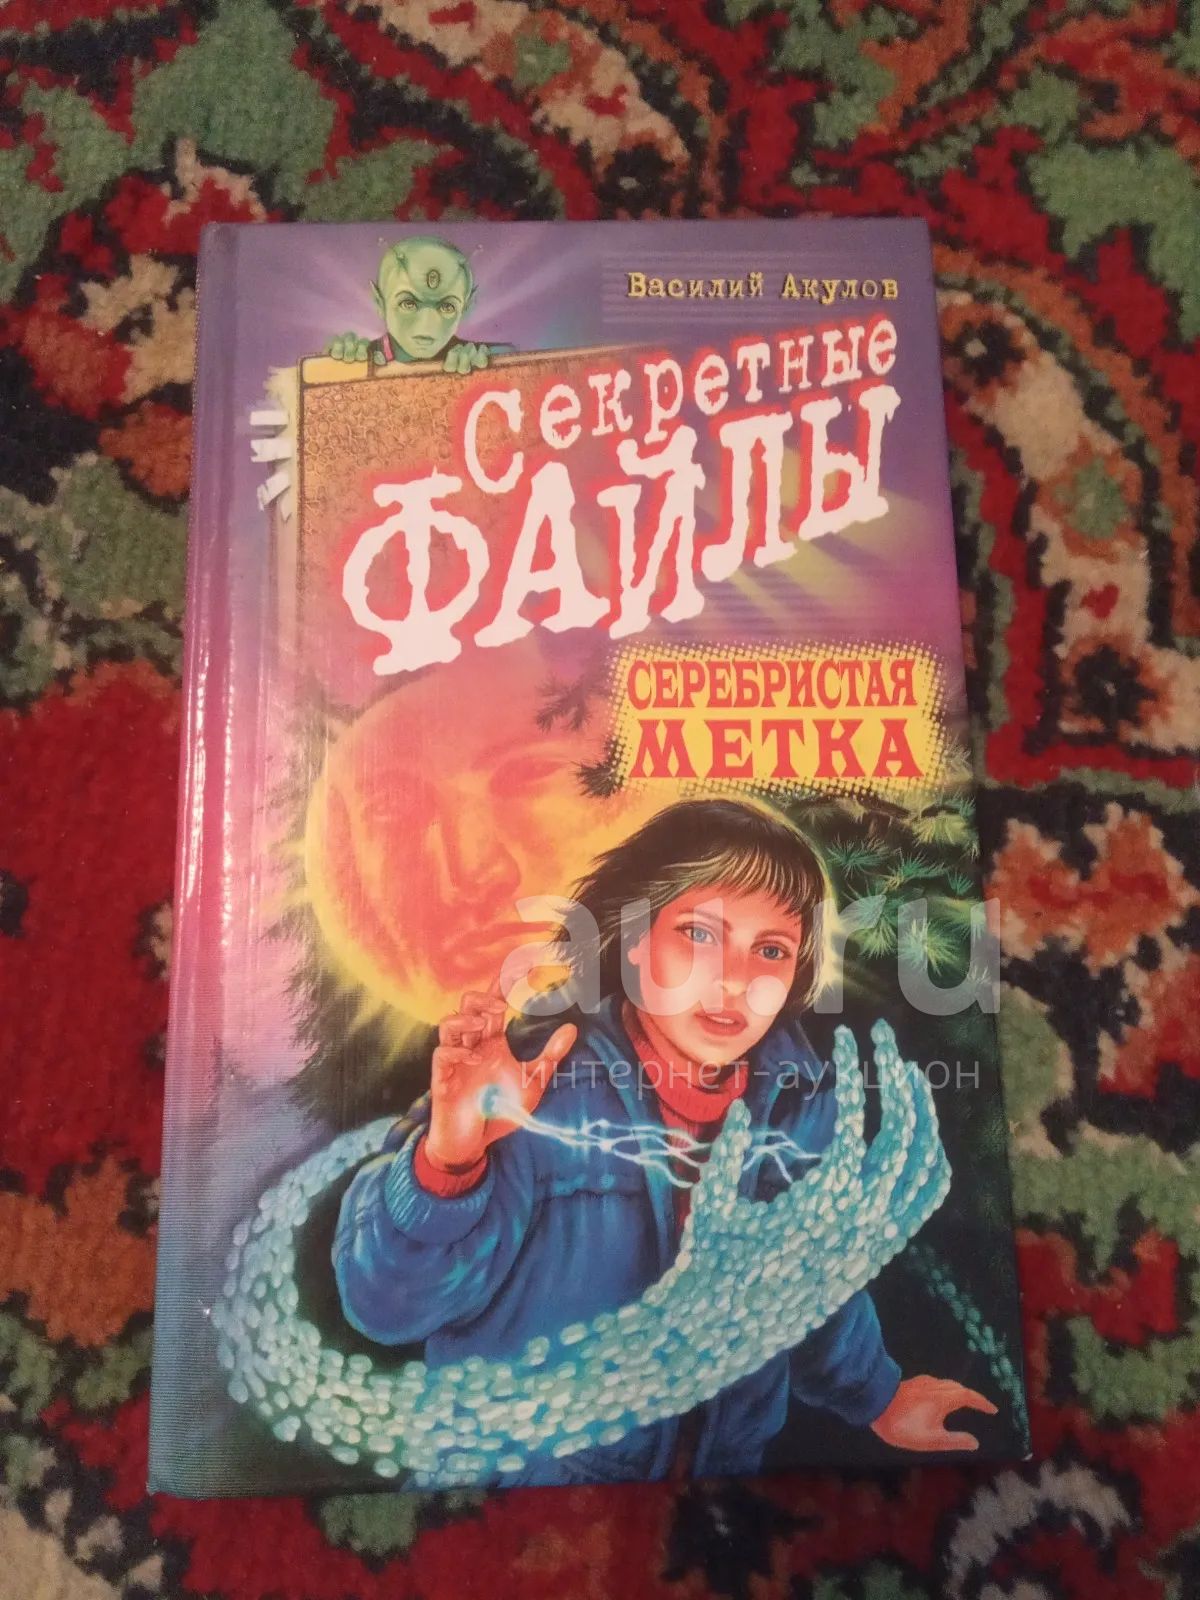 Василий Акулов
Секретные
ФАЙЛЫ
СЕРЕБРИСТАЯ
МЕТКА
au.ru
интернет-аукцион